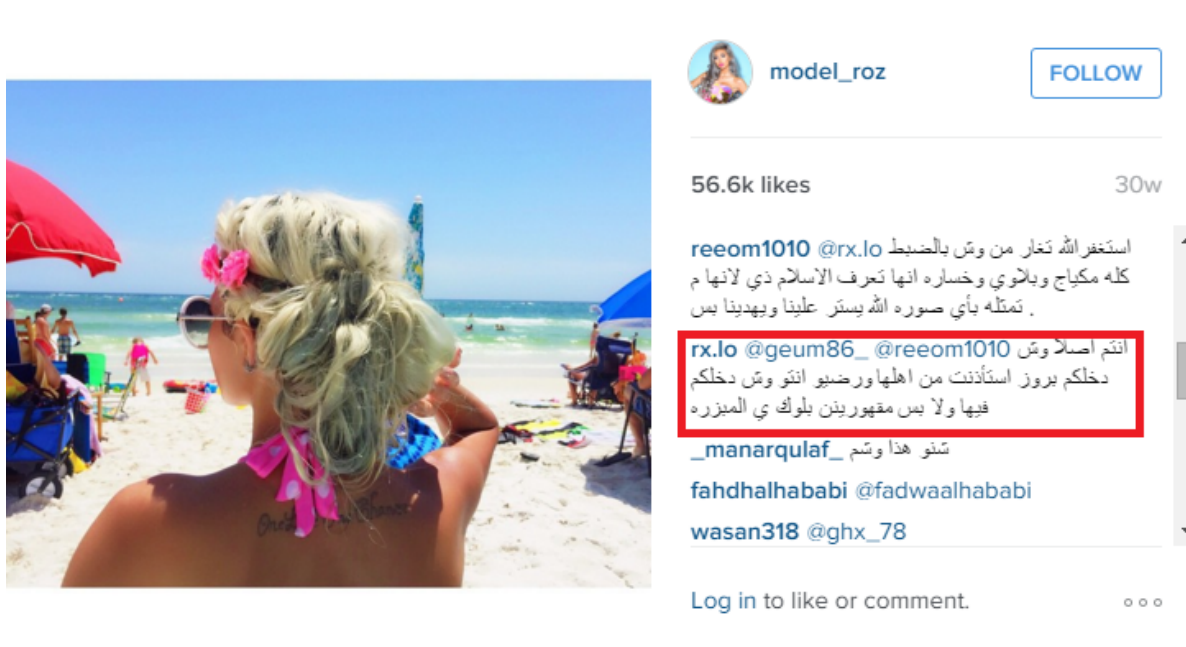 model_roz
FOLLOW
56.6k likes
30w
reeom1010 @rx.lo استغفرالله تغار من وش بالضبط
كله مكياج وبلاوي وخساره انها تعرف الاسلام ذي لانها م
تمثله بأي صوره الله يستر علينا ويهدينا بس .
rx.lo @geum86_ @reeom1010 انتم اصلا وش
دخلكم بروز استأذنت من اهلها ورضيو انتو وش دخلكم
فيها ولا بس مقهورينن بلوك ي المبزره
_manarqulaf_ شنو هذا وشم
fahdhalhababi @fadwaalhababi
wasan318 @ghx_78
Log in to like or comment.
One Chance